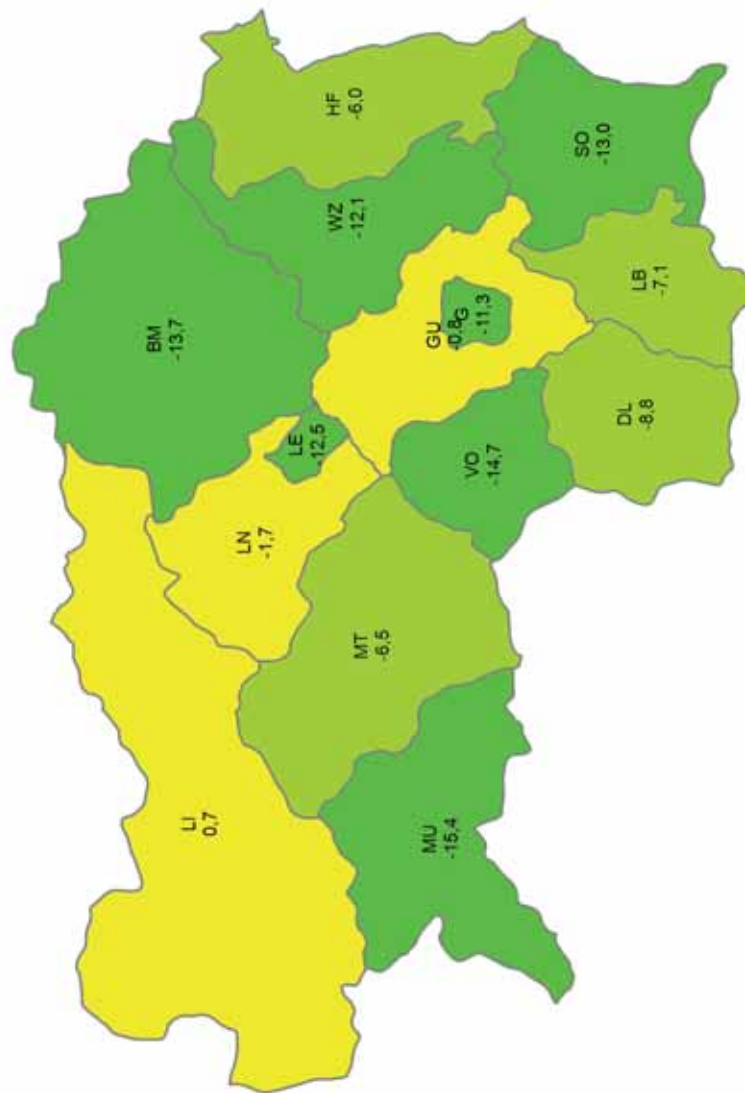 BM
-13,7
LI
0,7
LN
-1,7
LE
-12,5
HF
-6,0
WZ
-12,1
MT
-6,5
MU
-15,4
GU
-0,8
G
-11,3
VO
-14,7
SO
-13,0
DL
-8,8
LB
-7,1